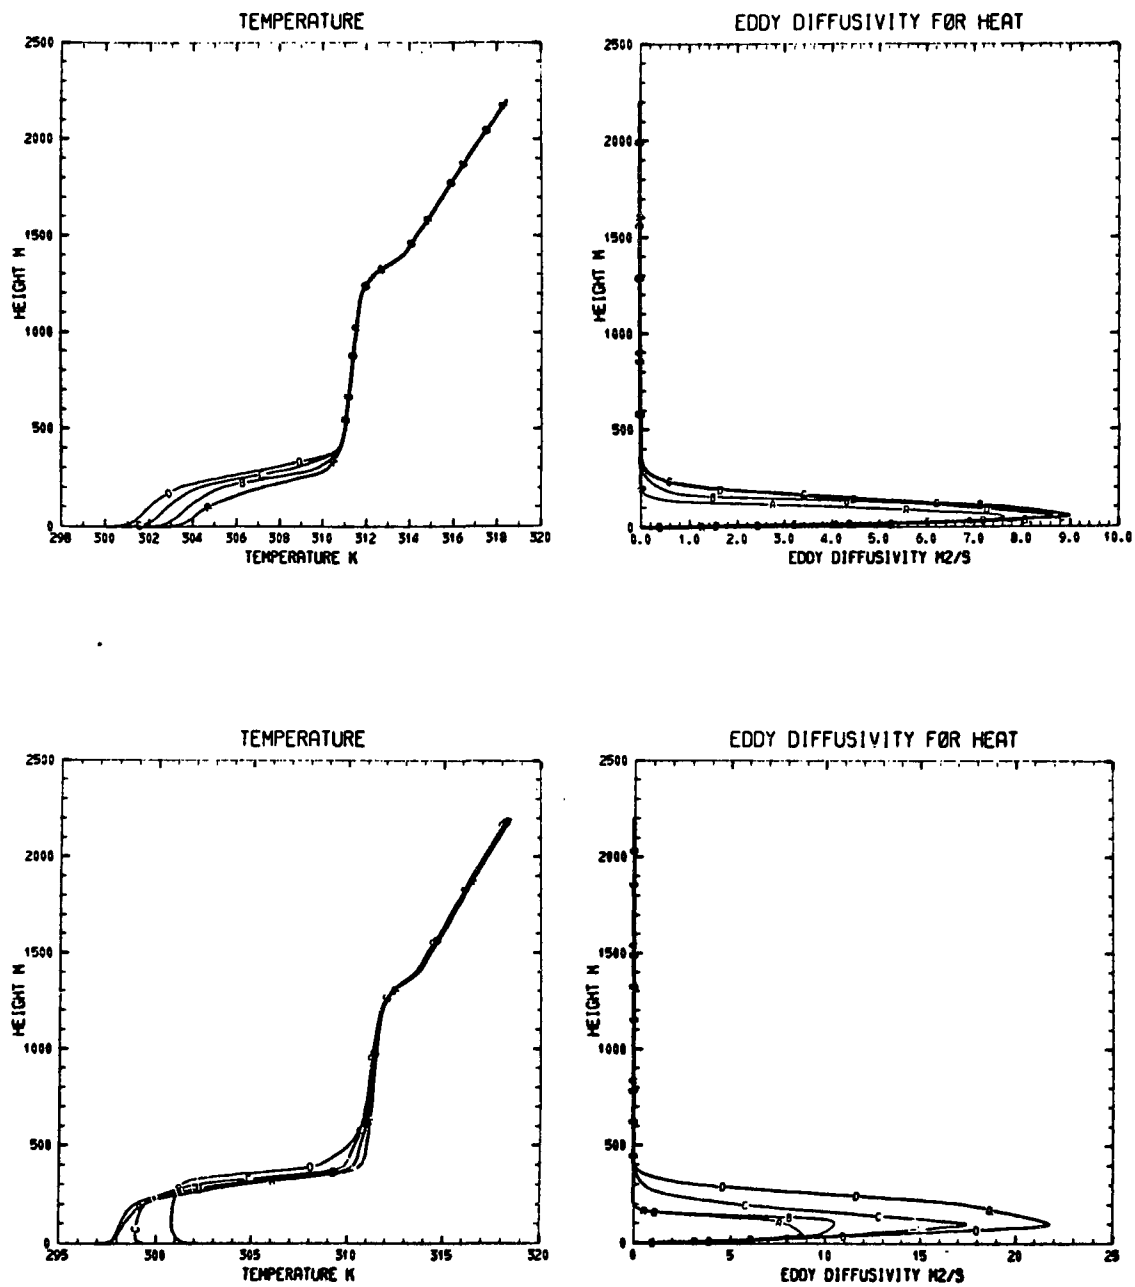 TEMPERATURE
EDDY DIFFUSIVITY FØR HEAT
2500
2000
1500
1000
500
0
HEIGHT M
298 300 302 304 306 308 310 312 314 316 318 320
TEMPERATURE K
2500
2000
1500
1000
500
0
HEIGHT M
0.0 1.0 2.0 3.0 4.0 5.0 6.0 7.0 8.0 9.0 10.0
EDDY DIFFUSIVITY M2/S
TEMPERATURE
EDDY DIFFUSIVITY FØR HEAT
2500
2000
1500
1000
500
0
HEIGHT M
295 300 305 310 315 320
TEMPERATURE K
2500
2000
1500
1000
500
0
HEIGHT M
0 5 10 15 20 25
EDDY DIFFUSIVITY M2/S